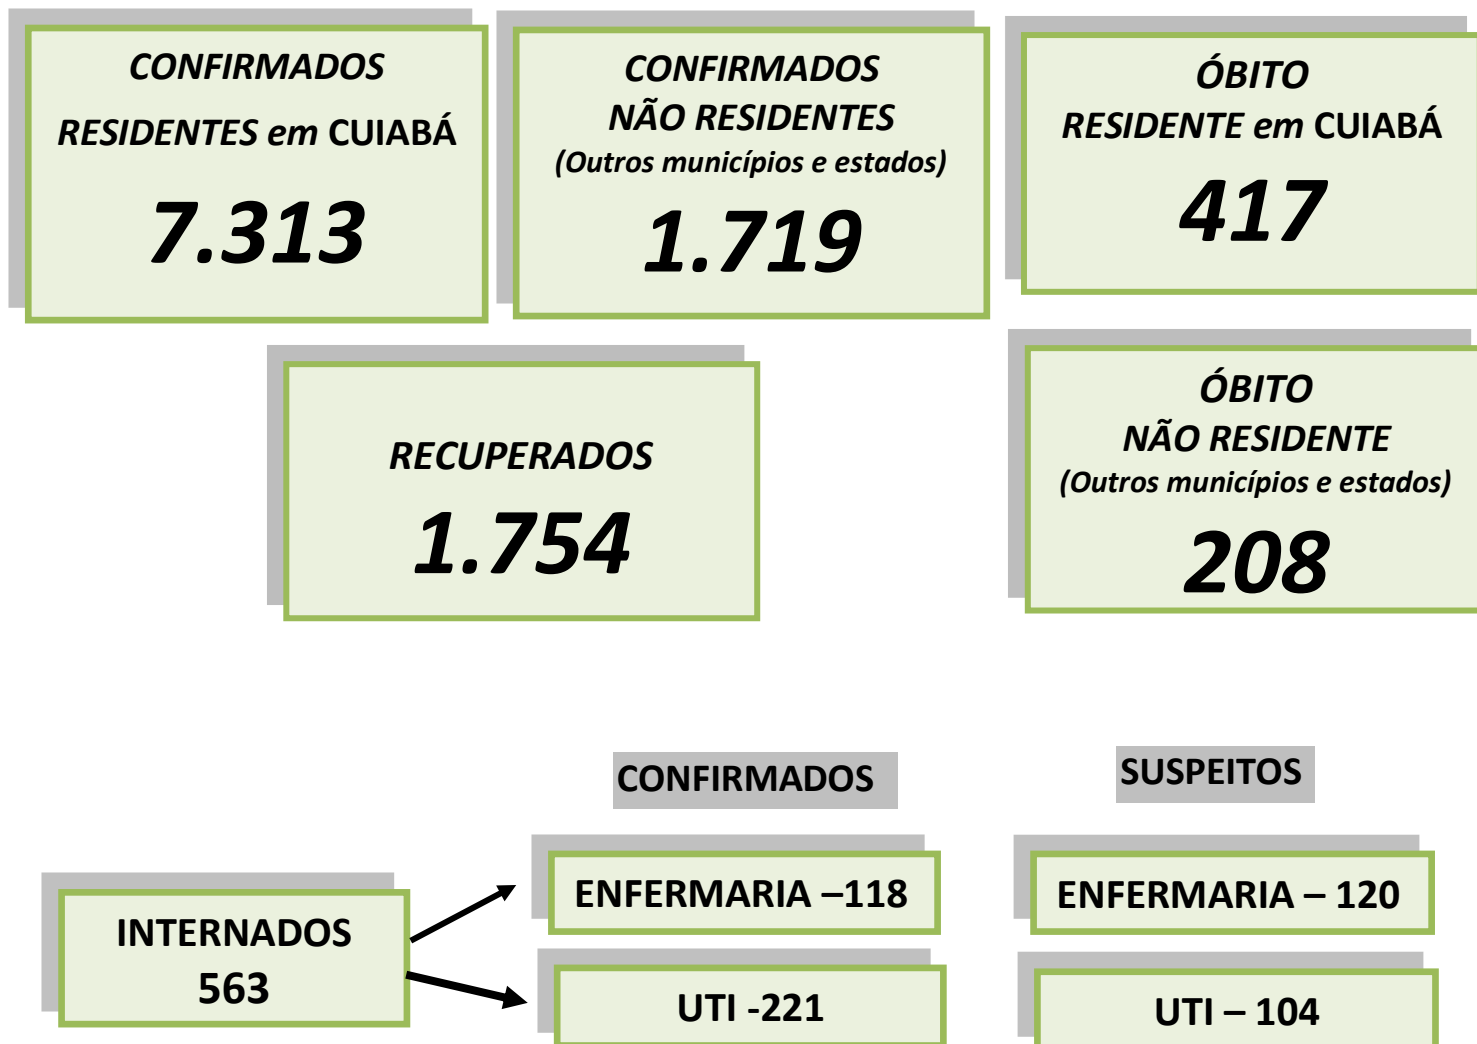 CONFIRMADOS
RESIDENTES em CUIABÁ
7.313
CONFIRMADOS
NÃO RESIDENTES
(Outros municípios e estados)
1.719
ÓBITO
RESIDENTE em CUIABÁ
417
RECUPERADOS
1.754
ÓBITO
NÃO RESIDENTE
(Outros municípios e estados)
208
CONFIRMADOS
SUSPEITOS
INTERNADOS
563
ENFERMARIA –118
ENFERMARIA – 120
UTI -221
UTI – 104